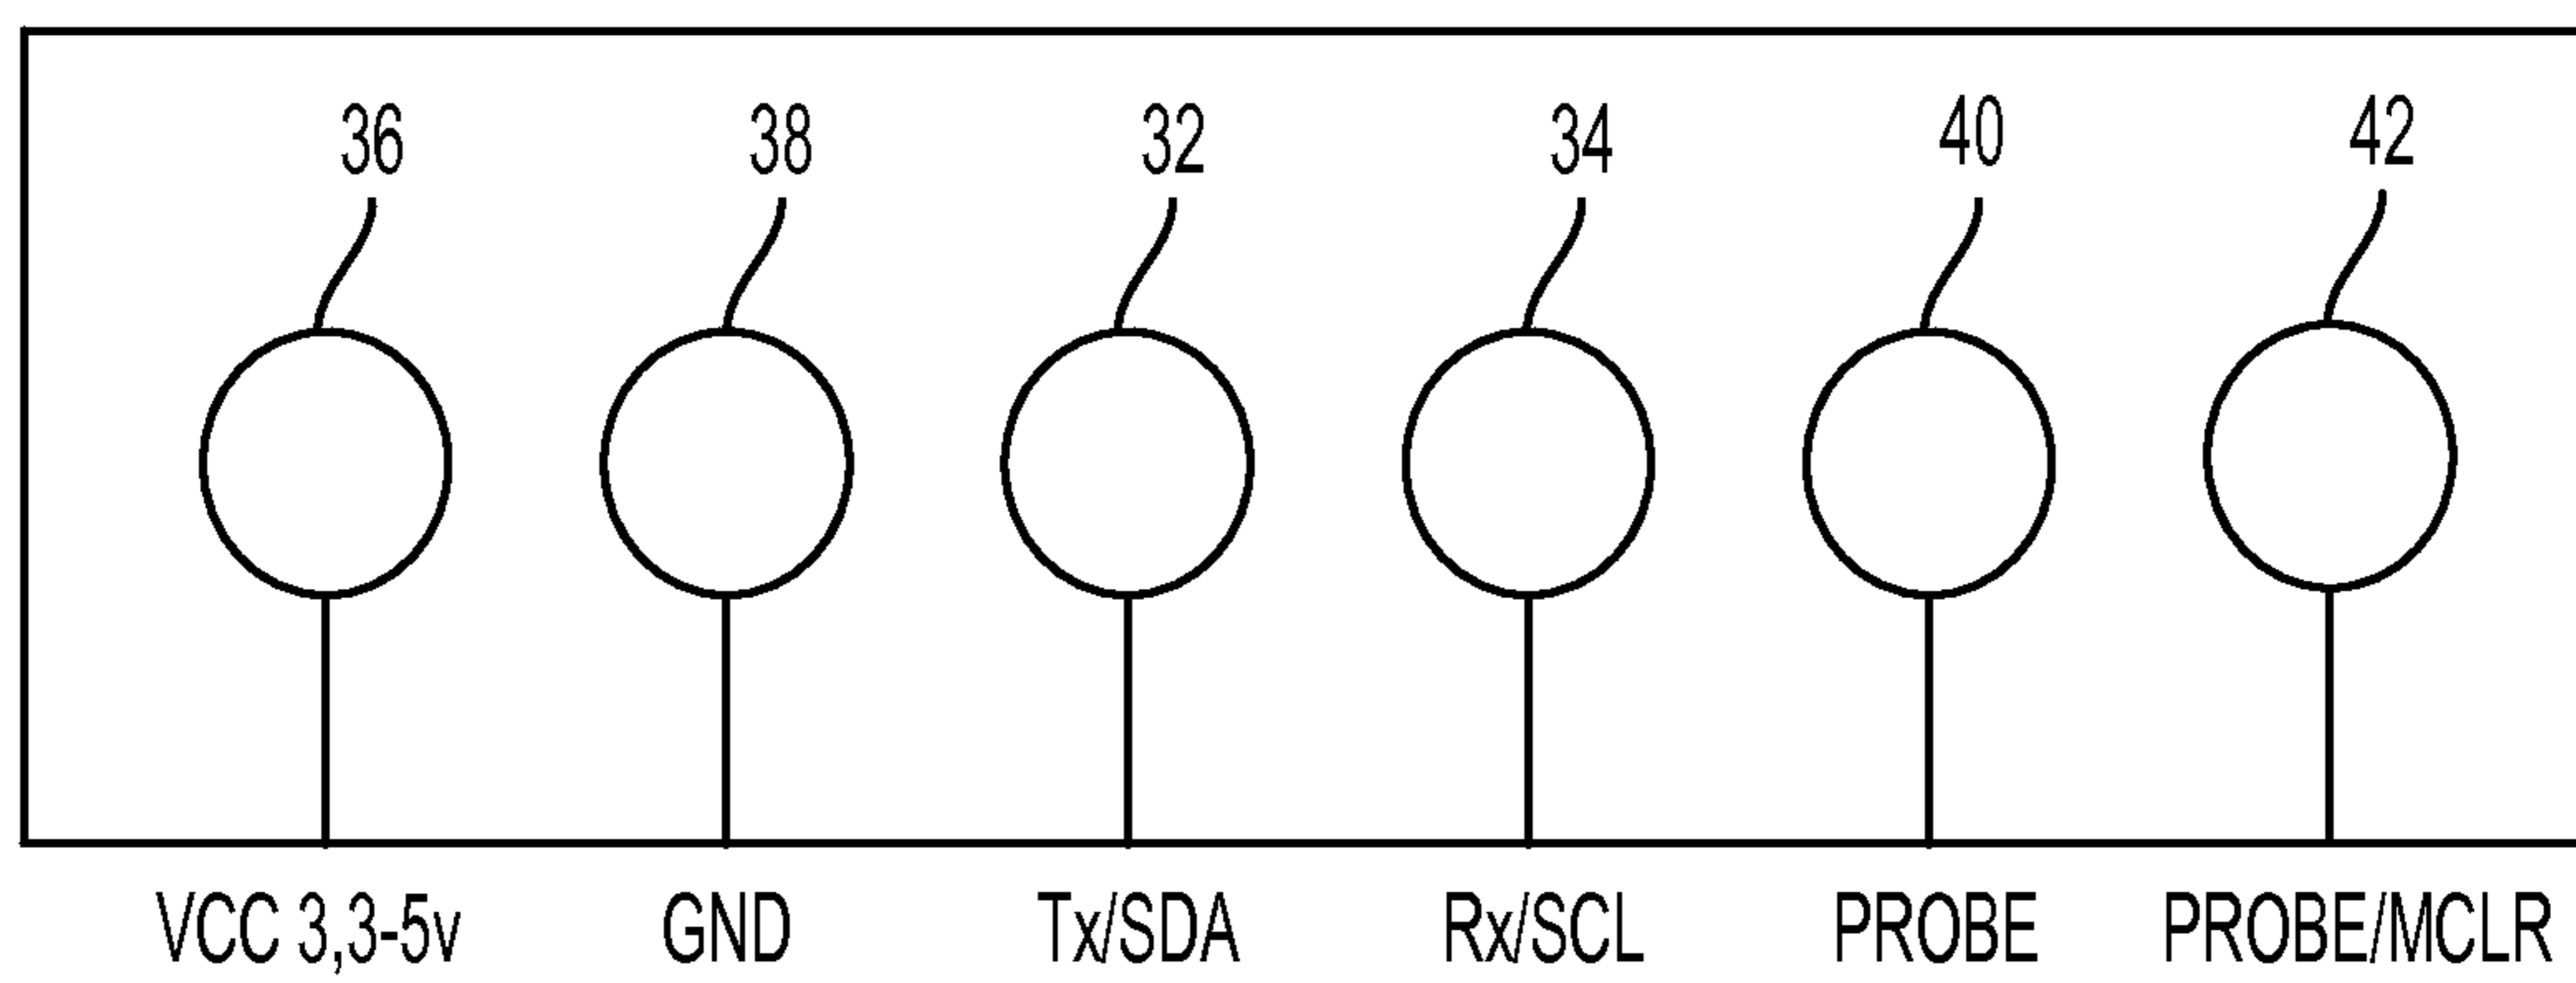 36 38 32 34 40 42
VCC 3,3-5v GND Tx/SDA Rx/SCL PROBE PROBE/MCLR